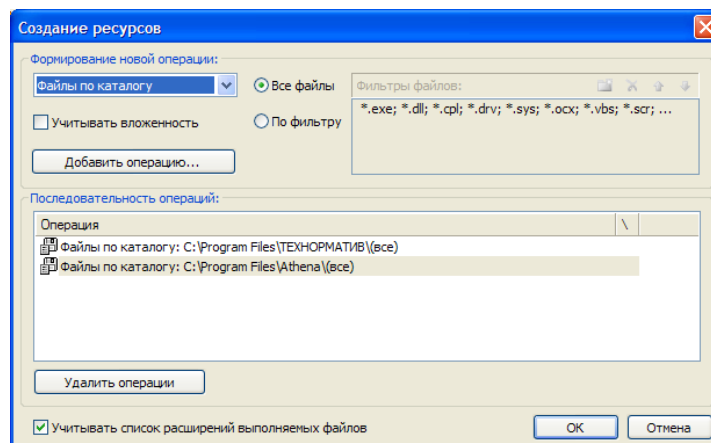 Создание ресурсов
Формирование новой операции:
Файлы по каталогу
Все файлы
Фильтры файлов:
*.exe; *.dll; *.cpl; *.drv; *.sys; *.ocx; *.vbs; *.scr; ...
Учитывать вложенность
По фильтру
Добавить операцию...
Последовательность операций:
Операция \
Файлы по каталогу: C:\Program Files\ТЕХНОРМАТИВ\(все)
Файлы по каталогу: C:\Program Files\Athena\(все)
Удалить операции
Учитывать список расширений выполняемых файлов
OK
Отмена